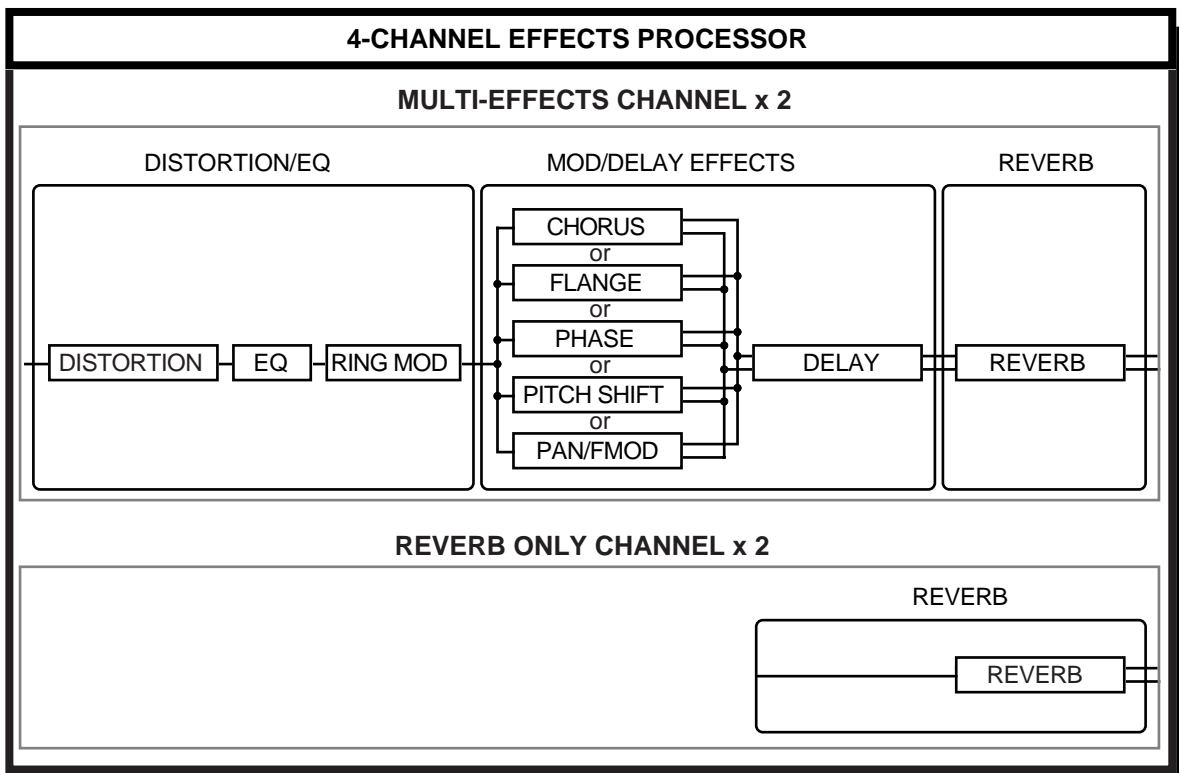 4-CHANNEL EFFECTS PROCESSOR
MULTI-EFFECTS CHANNEL x 2
DISTORTION/EQ
MOD/DELAY EFFECTS
REVERB
CHORUS
or
FLANGE
or
PHASE
or
PITCH SHIFT
or
PAN/FMOD
DISTORTION
EQ
RING MOD
DELAY
REVERB
REVERB ONLY CHANNEL x 2
REVERB
REVERB